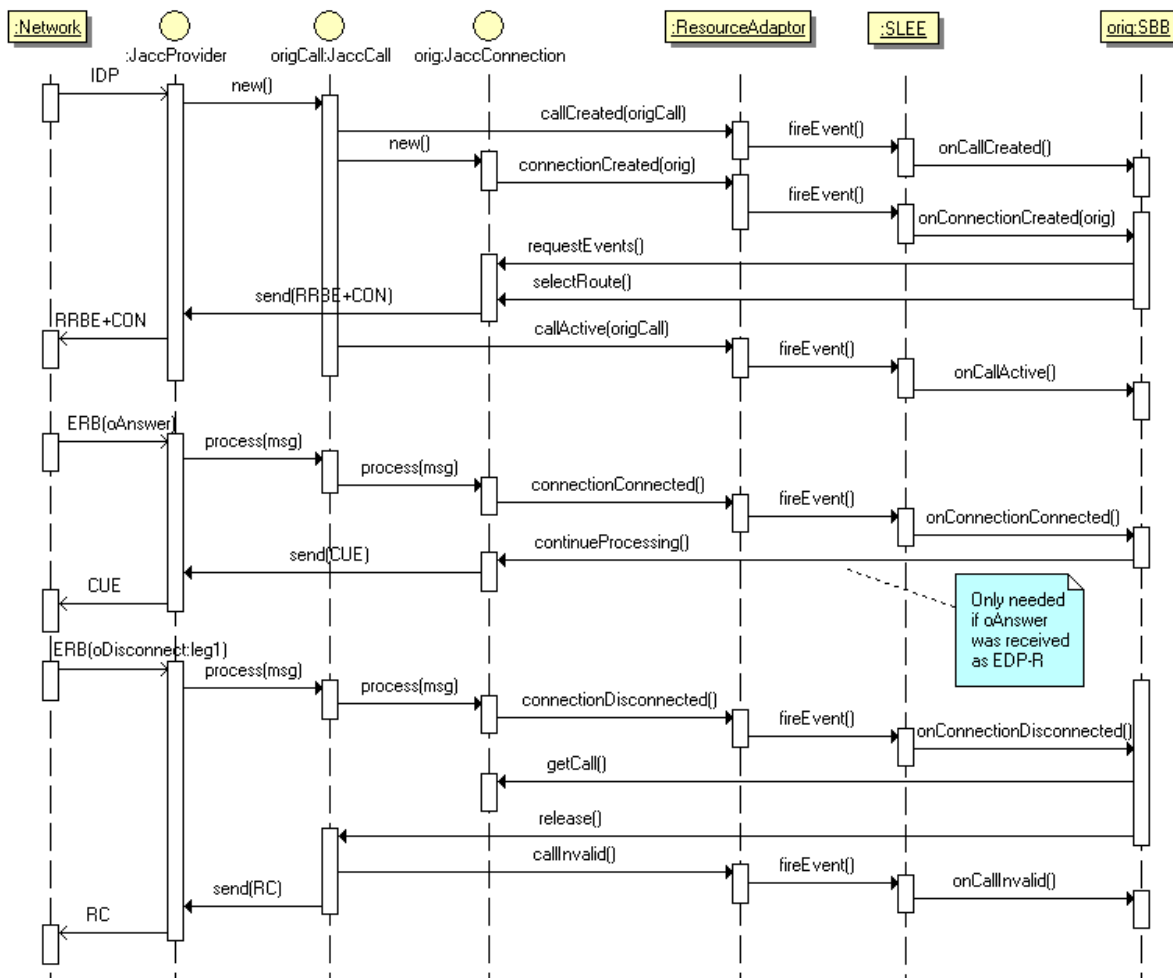 :Network
:JaccProvider
origCall:JaccCall
orig:JaccConnection
:ResourceAdaptor
:SLEE
orig:SBB
IDP
new()
callCreated(origCall)
fireEvent()
onCallCreated()
new()
connectionCreated(orig)
fireEvent()
onConnectionCreated(orig)
requestEvents()
selectRoute()
send(RRBE+CON)
RRBE+CON
callActive(origCall)
fireEvent()
onCallActive()
ERB(oAnswer)
process(msg)
process(msg)
connectionConnected()
fireEvent()
onConnectionConnected()
continueProcessing()
send(CUE)
CUE
Only needed
if oAnswer
was received
as EDP-R
ERB(oDisconnect:leg1)
process(msg)
process(msg)
connectionDisconnected()
fireEvent()
onConnectionDisconnected()
getCall()
release()
callInvalid()
fireEvent()
onCallInvalid()
send(RC)
RC